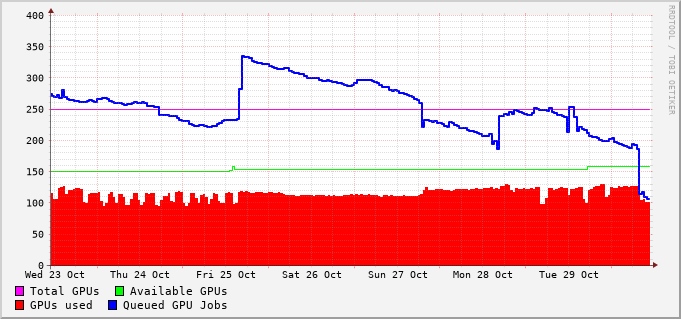 400
350
300
250
200
150
100
50
0
Wed 23 Oct Thu 24 Oct Fri 25 Oct Sat 26 Oct Sun 27 Oct Mon 28 Oct Tue 29 Oct
Total GPUs Available GPUs
GPUs used Queued GPU Jobs
RRDTOOL / TOBI OETIKER